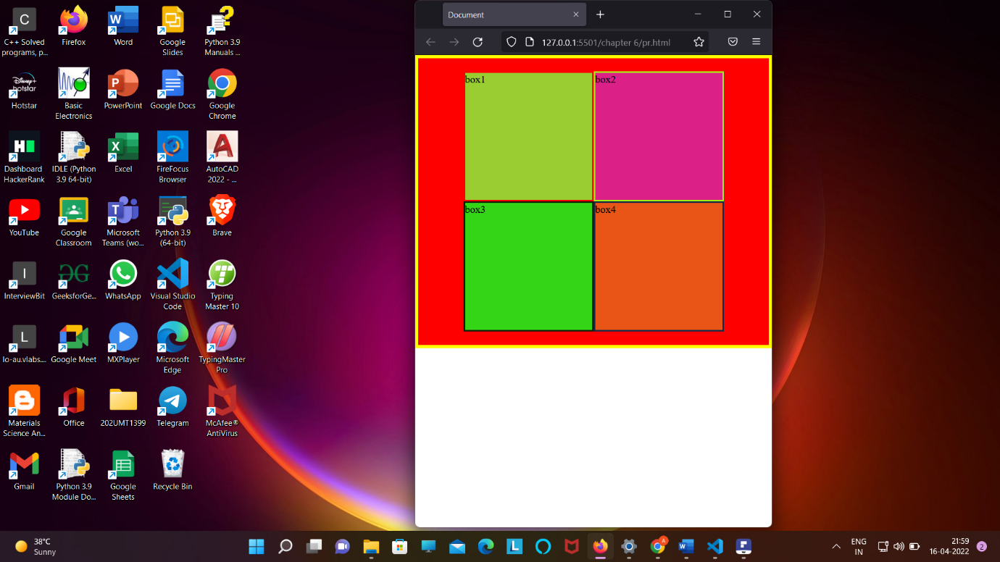 C++ Solved
programs, p...
Firefox
Word
Google
Slides
Python 3.9
Manuals ...
Hotstar
Basic
Electronics
PowerPoint
Google Docs
Google
Chrome
Dashboard
HackerRank
IDLE (Python
3.9 64-bit)
Excel
FireFocus
Browser
AutoCAD
2022 - ...
YouTube
Google
Classroom
Microsoft
Teams (wo...
Python 3.9
(64-bit)
Brave
InterviewBit
GeeksforGe...
WhatsApp
Visual Studio
Code
Typing
Master 10
lo-au.vlabs....
Google Meet
MXPlayer
Microsoft
Edge
TypingMaster
Pro
Materials
Science An...
Office
202UMT1399
Telegram
McAfee®
AntiVirus
Gmail
Python 3.9
Module Do...
Google
Sheets
Recycle Bin
Document
127.0.0.1:5501/chapter 6/pr.html
box1
box2
box3
box4
38°C
Sunny
ENG
IN
21:59
16-04-2022
2